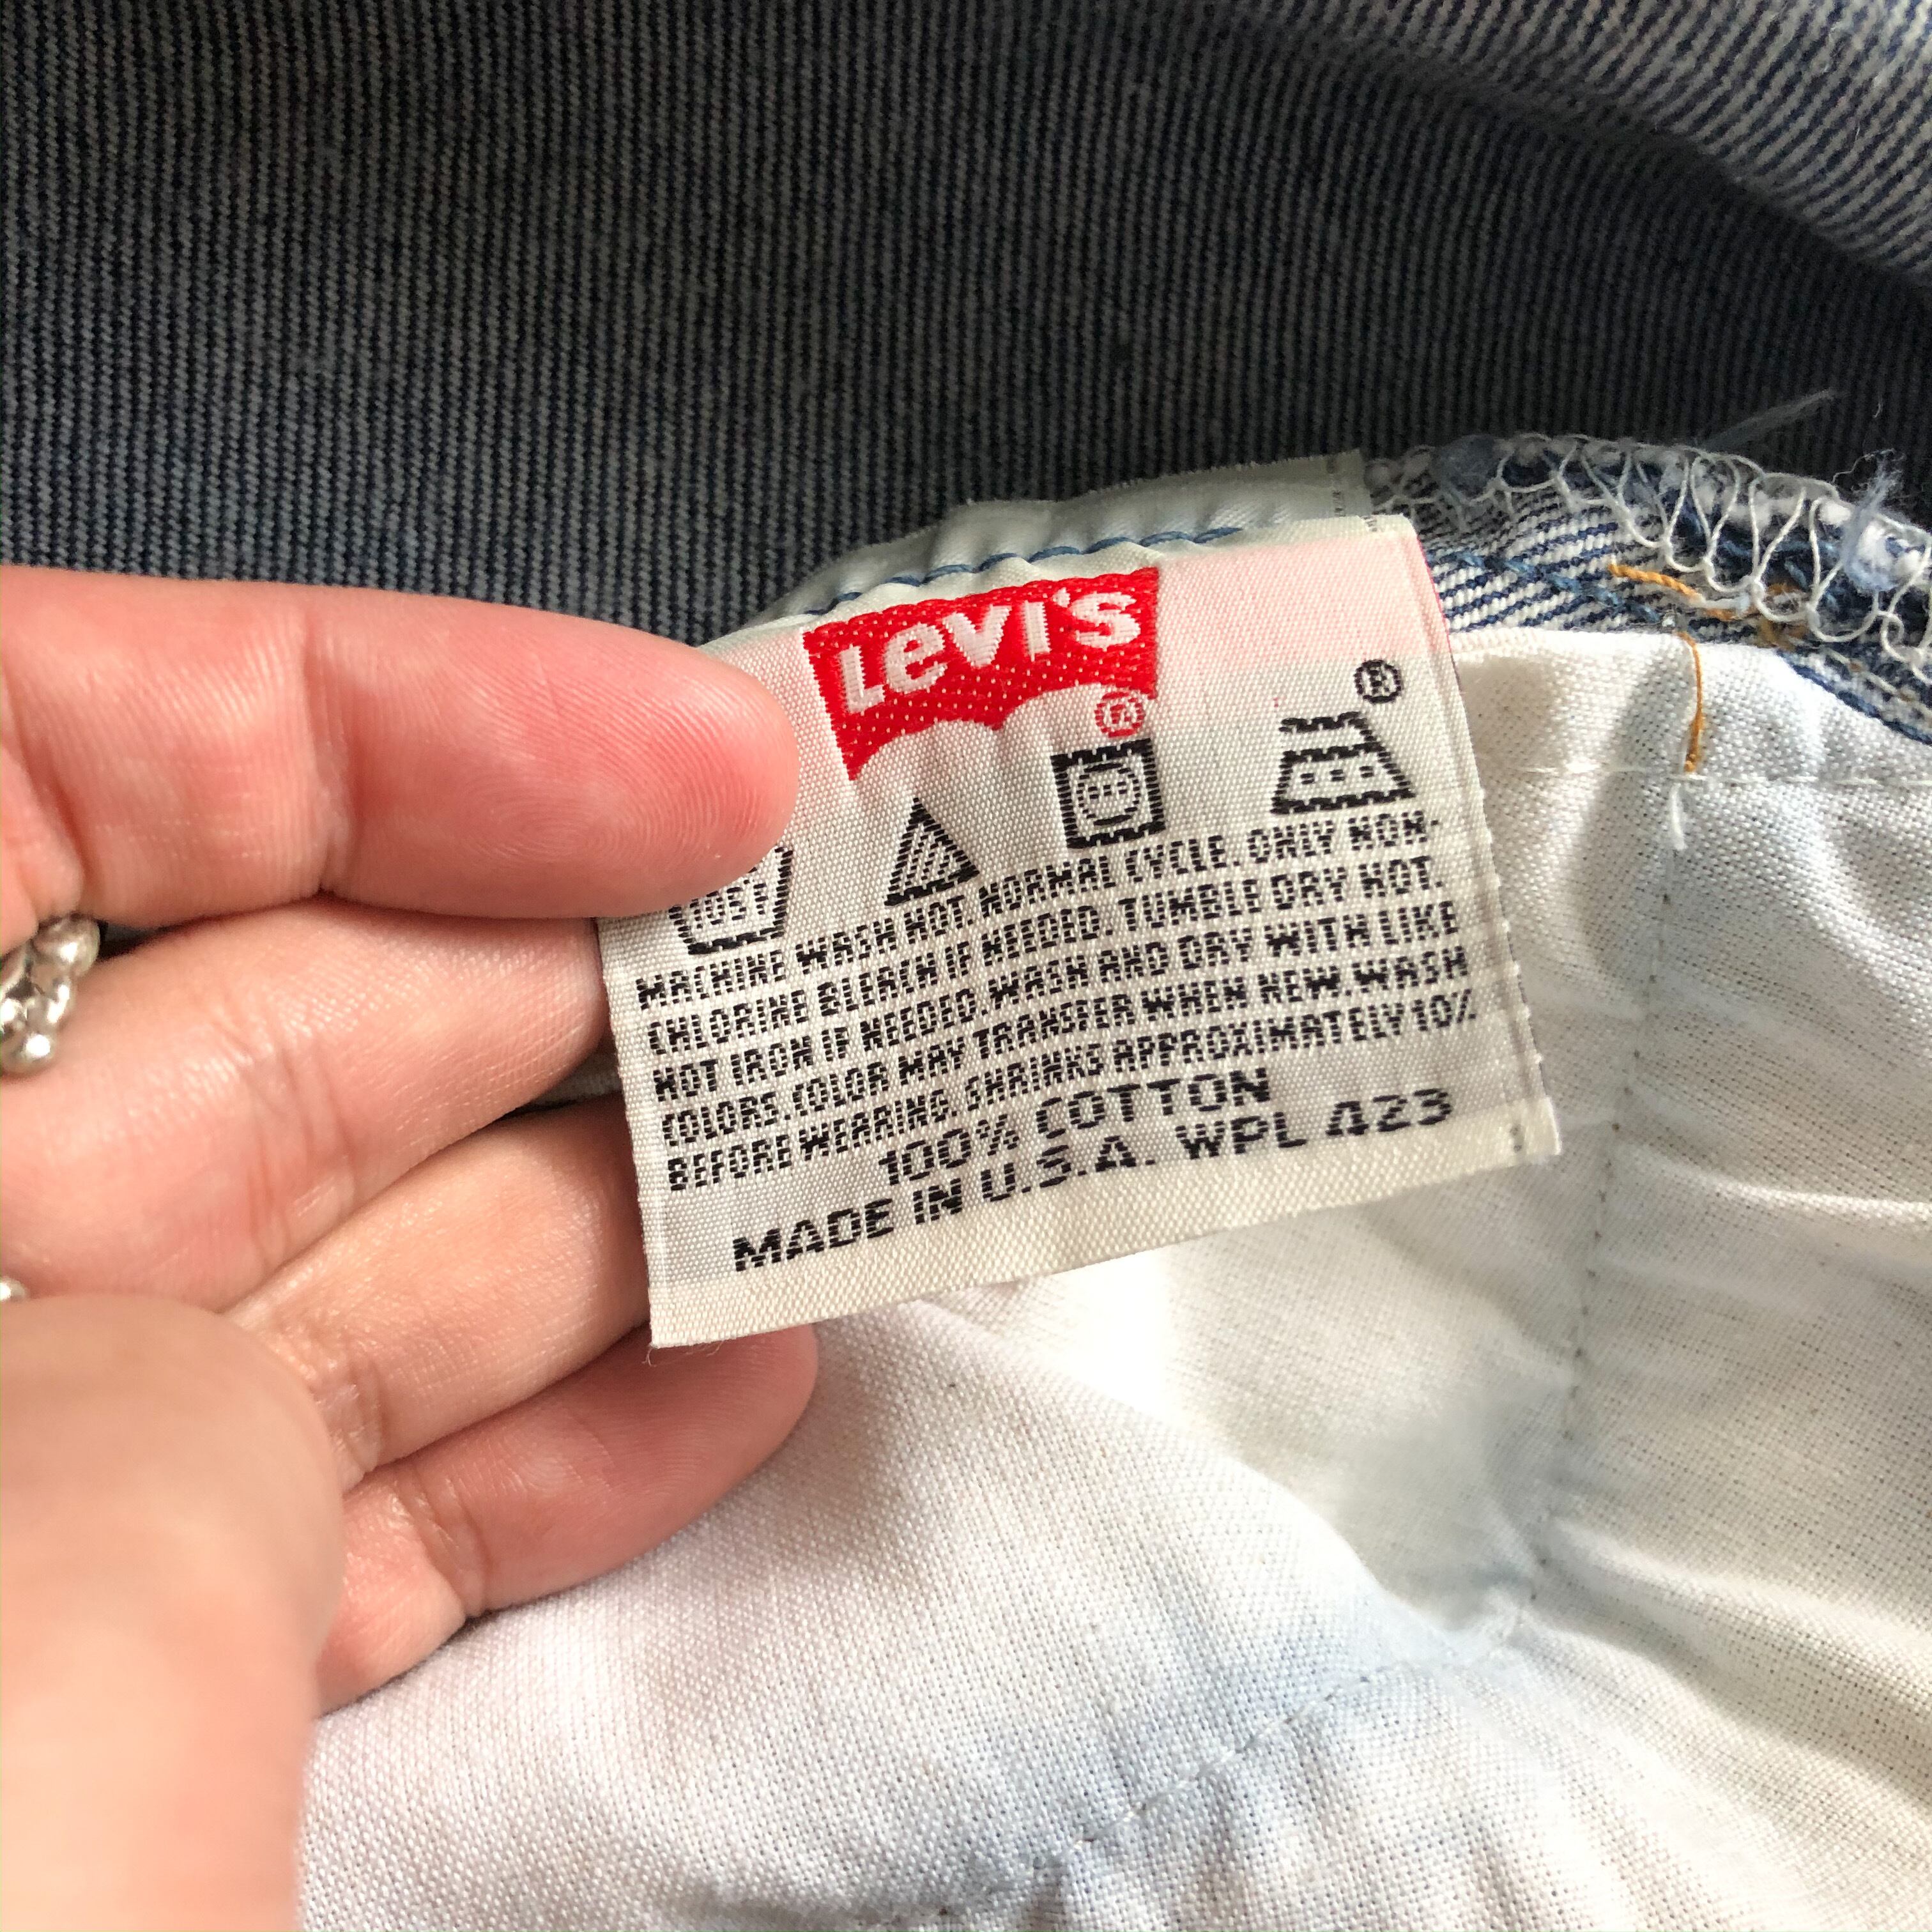 Levi's
®
®
105°F
MACHINE WASH HOT. NORMAL CYCLE. ONLY NON-
CHLORINE BLEACH IF NEEDED. TUMBLE DRY HOT.
HOT IRON IF NEEDED. WASH AND DRY WITH LIKE
COLORS. COLOR MAY TRANSFER WHEN NEW. WASH
BEFORE WEARING. SHRINKS APPROXIMATELY 10%
100% COTTON
MADE IN U.S.A. WPL 423